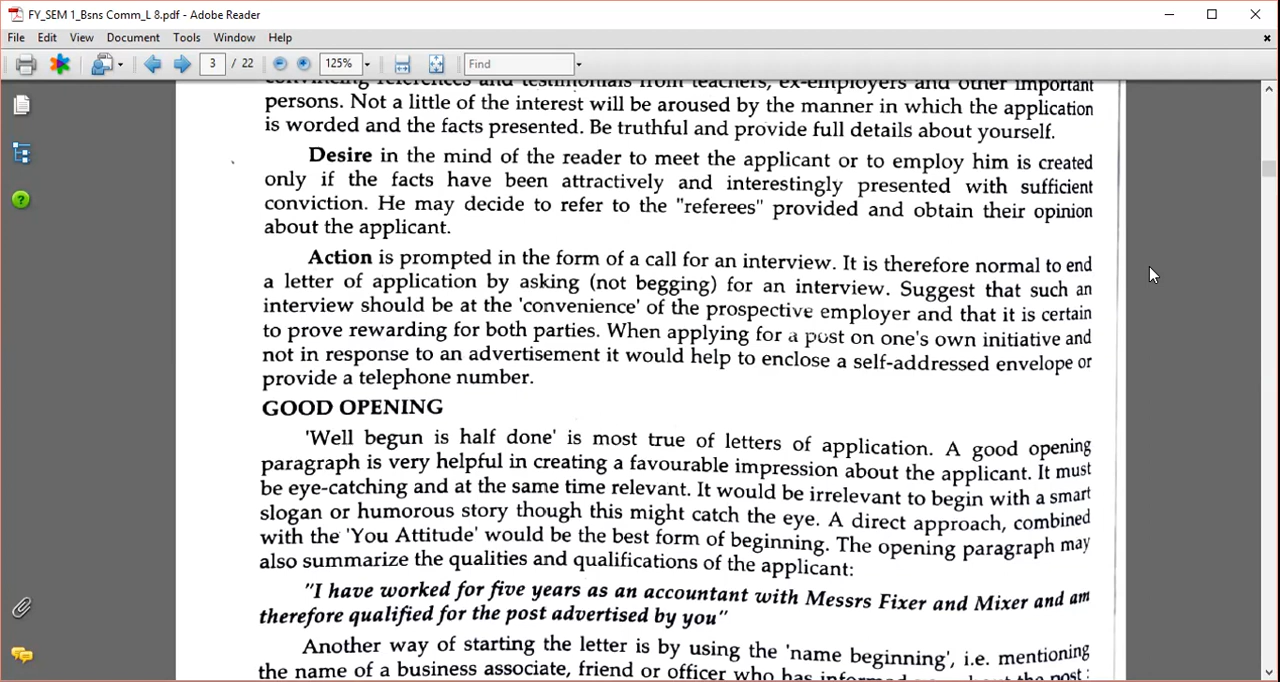 FY_SEM 1_Bsns Comm_L 8.pdf - Adobe Reader
File Edit View Document Tools Window Help
3 / 22 125% Find
convincing references and testimonials from teachers, ex-employers and other important
persons. Not a little of the interest will be aroused by the manner in which the application
is worded and the facts presented. Be truthful and provide full details about yourself.
Desire in the mind of the reader to meet the applicant or to employ him is created
only if the facts have been attractively and interestingly presented with sufficient
conviction. He may decide to refer to the "referees" provided and obtain their opinion
about the applicant.
Action is prompted in the form of a call for an interview. It is therefore normal to end
a letter of application by asking (not begging) for an interview. Suggest that such an
interview should be at the 'convenience' of the prospective employer and that it is certain
to prove rewarding for both parties. When applying for a post on one's own initiative and
not in response to an advertisement it would help to enclose a self-addressed envelope or
provide a telephone number.
GOOD OPENING
'Well begun is half done' is most true of letters of application. A good opening
paragraph is very helpful in creating a favourable impression about the applicant. It must
be eye-catching and at the same time relevant. It would be irrelevant to begin with a smart
slogan or humorous story though this might catch the eye. A direct approach, combined
with the 'You Attitude' would be the best form of beginning. The opening paragraph may
also summarize the qualities and qualifications of the applicant:
"I have worked for five years as an accountant with Messrs Fixer and Mixer and am
therefore qualified for the post advertised by you"
Another way of starting the letter is by using the 'name beginning', i.e. mentioning
the name of a business associate, friend or officer who has the post :